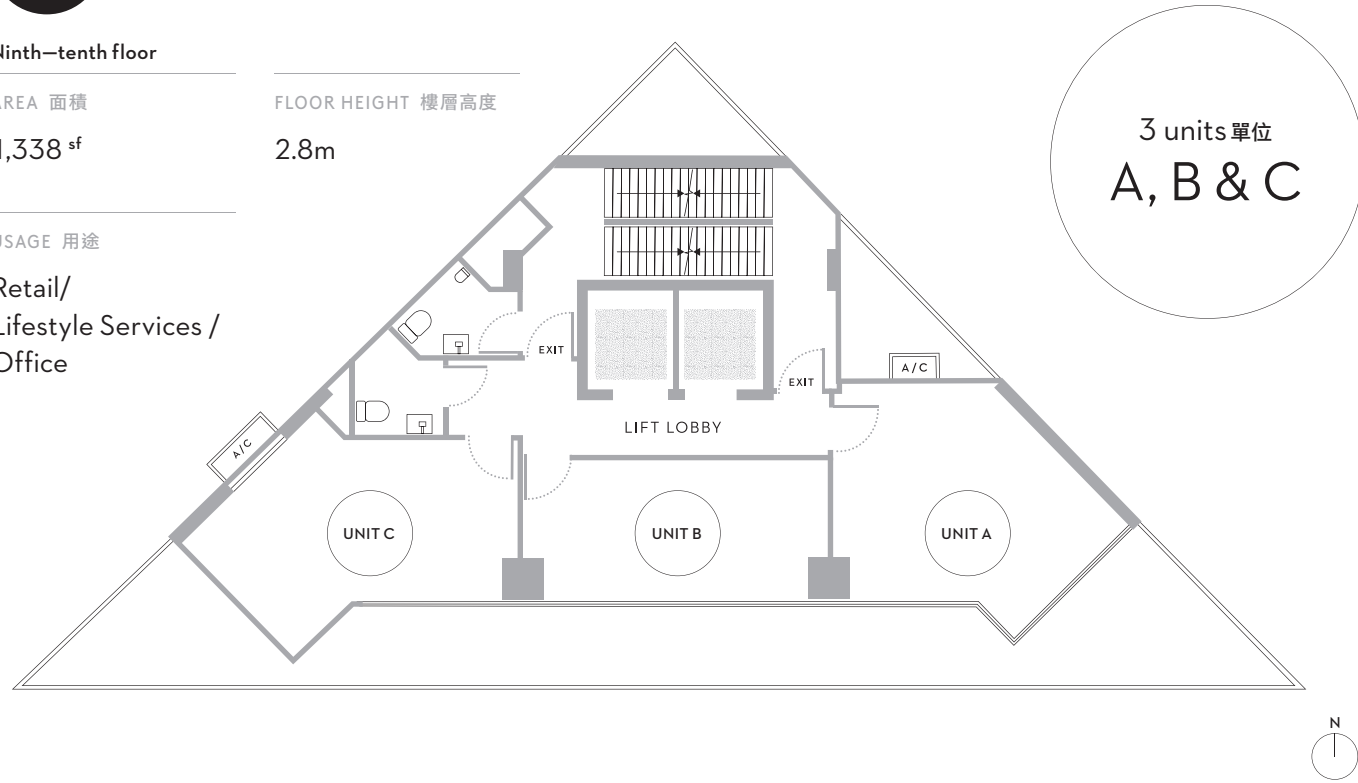 Ninth—tenth floor
AREA 面積
1,338 sf
FLOOR HEIGHT 樓層高度
2.8m
USAGE 用途
Retail/
Lifestyle Services /
Office
3 units 單位
A, B & C
EXIT
EXIT
A/C
LIFT LOBBY
A/C
UNIT C
UNIT B
UNIT A
N